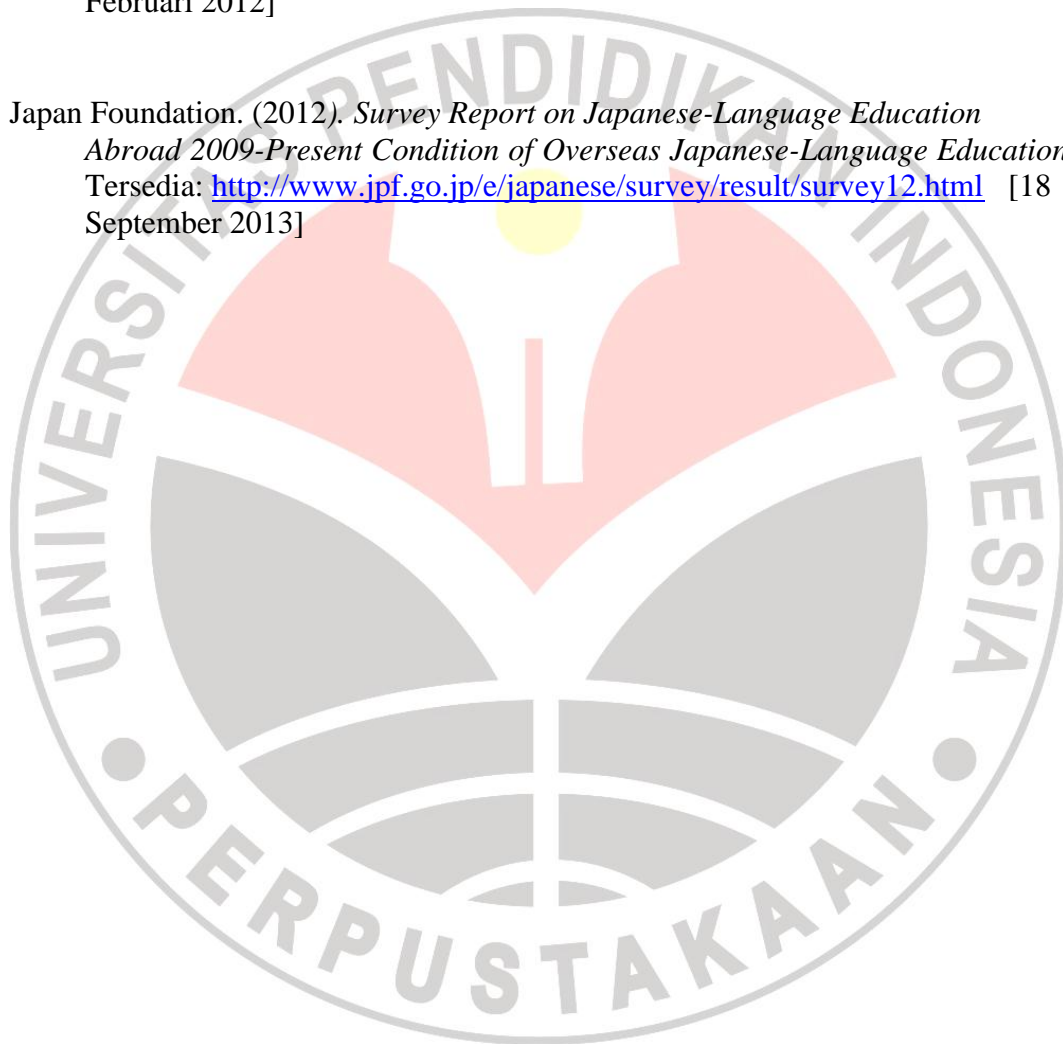 Februari 2012]
Japan Foundation. (2012). Survey Report on Japanese-Language Education
Abroad 2009-Present Condition of Overseas Japanese-Language Education
Tersedia: http://www.jpf.go.jp/e/japanese/survey/result/survey12.html [18
September 2013]
UNIVERSITAS PENDIDIKAN INDONESIA
PERPUSTAKAAN